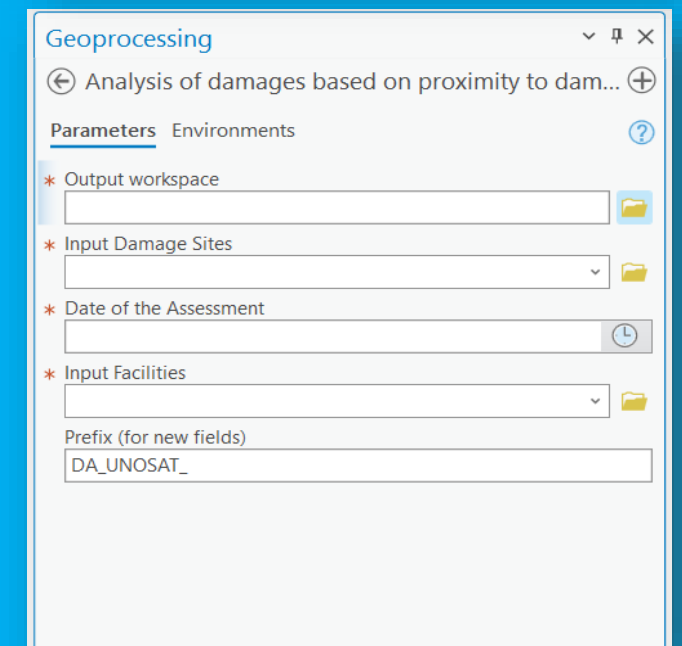 Geoprocessing
Analysis of damages based on proximity to dam...
Parameters Environments
* Output workspace
* Input Damage Sites
* Date of the Assessment
* Input Facilities
Prefix (for new fields)
DA_UNOSAT_